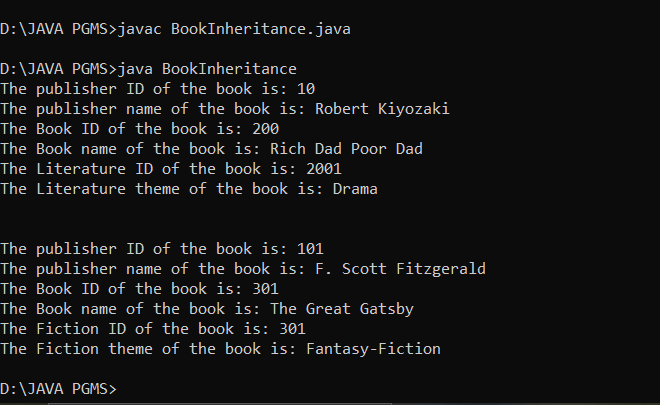 D:\JAVA PGMS>javac BookInheritance.java
D:\JAVA PGMS>java BookInheritance
The publisher ID of the book is: 10
The publisher name of the book is: Robert Kiyozaki
The Book ID of the book is: 200
The Book name of the book is: Rich Dad Poor Dad
The Literature ID of the book is: 2001
The Literature theme of the book is: Drama
The publisher ID of the book is: 101
The publisher name of the book is: F. Scott Fitzgerald
The Book ID of the book is: 301
The Book name of the book is: The Great Gatsby
The Fiction ID of the book is: 301
The Fiction theme of the book is: Fantasy-Fiction
D:\JAVA PGMS>